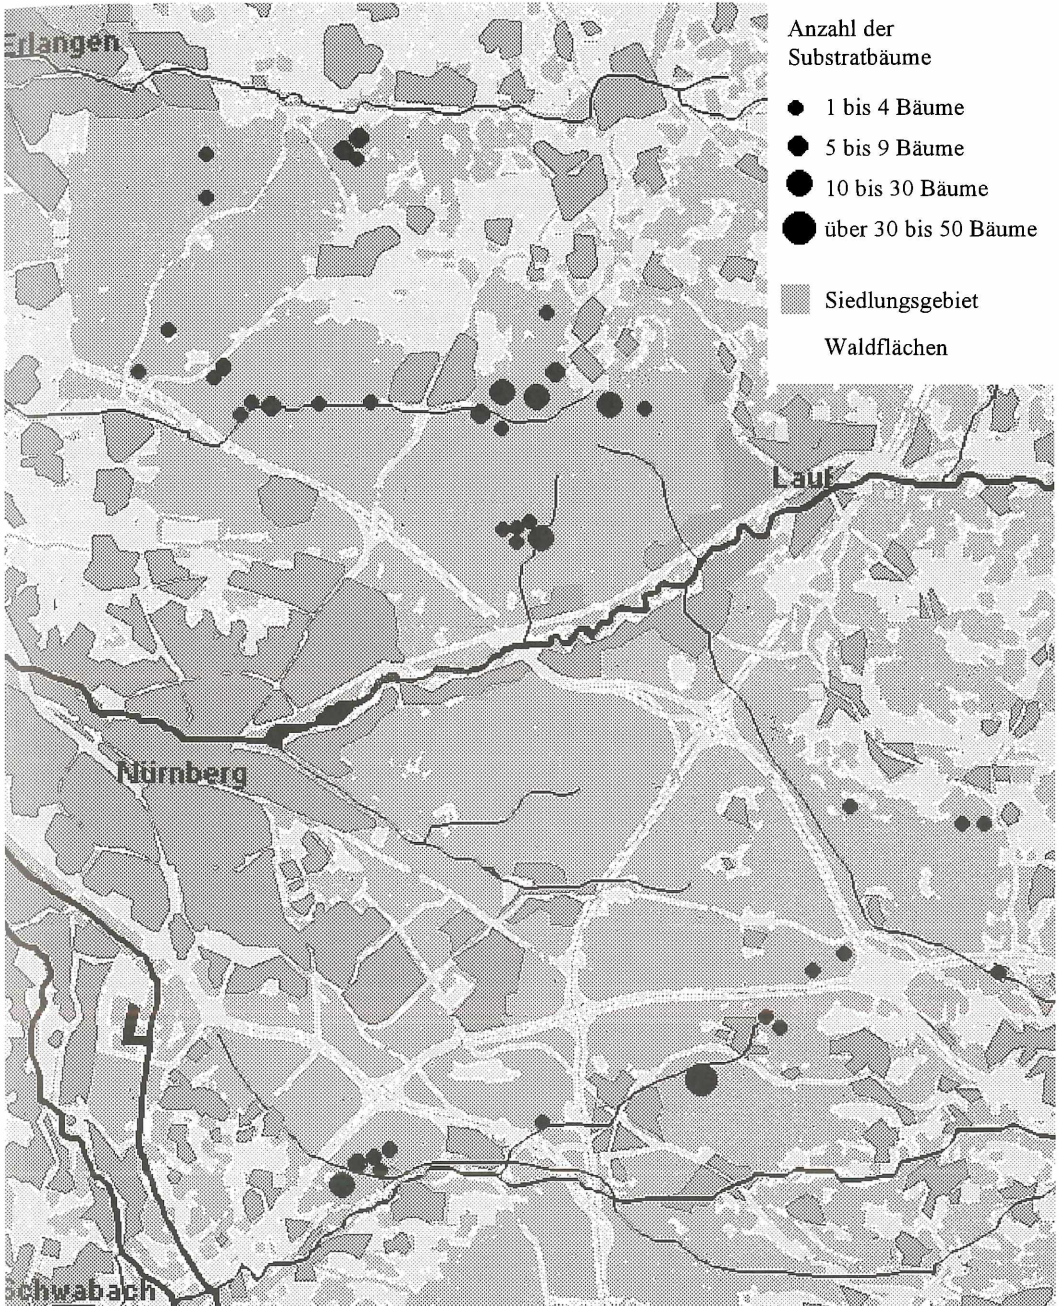 Erlangen
Anzahl der
Substratbäume
1 bis 4 Bäume
5 bis 9 Bäume
10 bis 30 Bäume
über 30 bis 50 Bäume
Siedlungsgebiet
Waldflächen
Lauf
Nürnberg
Schwabach